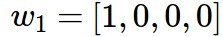 w₁ = [1, 0, 0, 0]